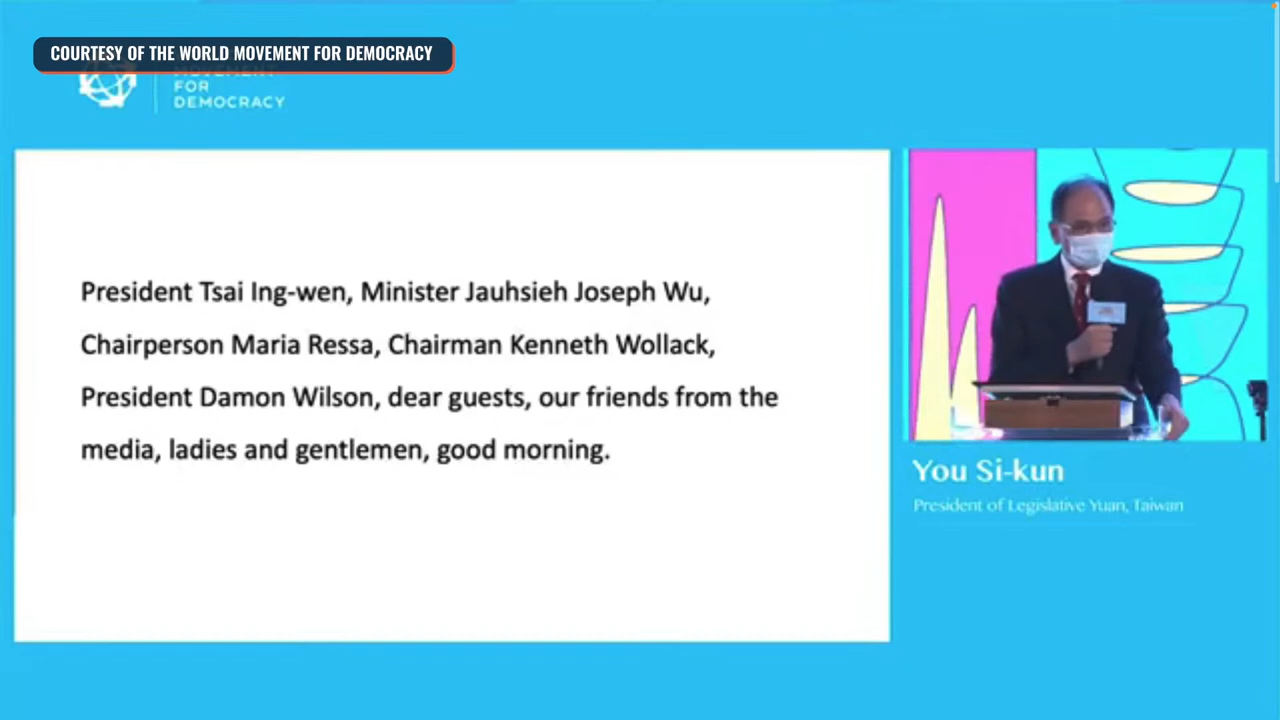 COURTESY OF THE WORLD MOVEMENT FOR DEMOCRACY
MOVEMENT
FOR
DEMOCRACY
President Tsai Ing-wen, Minister Jauhsieh Joseph Wu,
Chairperson Maria Ressa, Chairman Kenneth Wollack,
President Damon Wilson, dear guests, our friends from the
media, ladies and gentlemen, good morning.
You Si-kun
President of Legislative Yuan, Taiwan